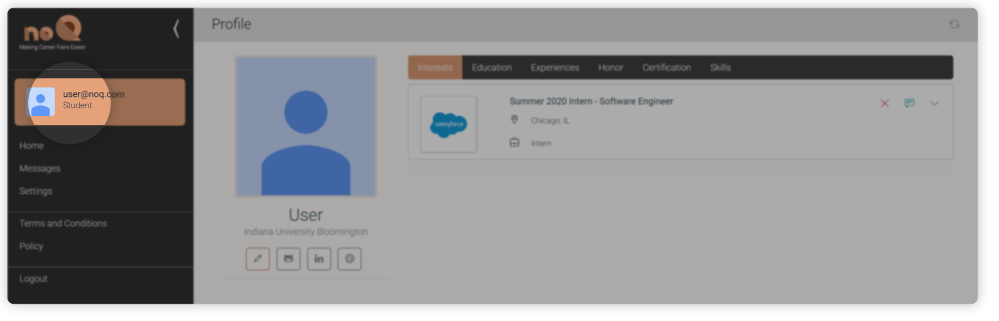 noQ
Making Career Fairs Easier
user@noq.com
Student
Home
Messages
Settings
Terms and Conditions
Policy
Logout
Profile
User
Indiana University Bloomington
in
Interests Education Experiences Honor Certification Skills
salesforce
Summer 2020 Intern - Software Engineer
Chicago, IL
Intern